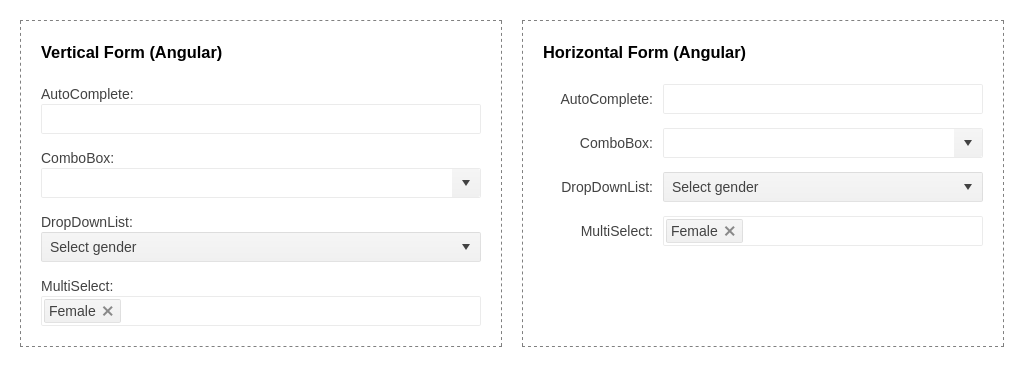 Vertical Form (Angular)
AutoComplete:
ComboBox:
DropDownList:
Select gender
MultiSelect:
Female
Horizontal Form (Angular)
AutoComplete:
ComboBox:
DropDownList: Select gender
MultiSelect: Female